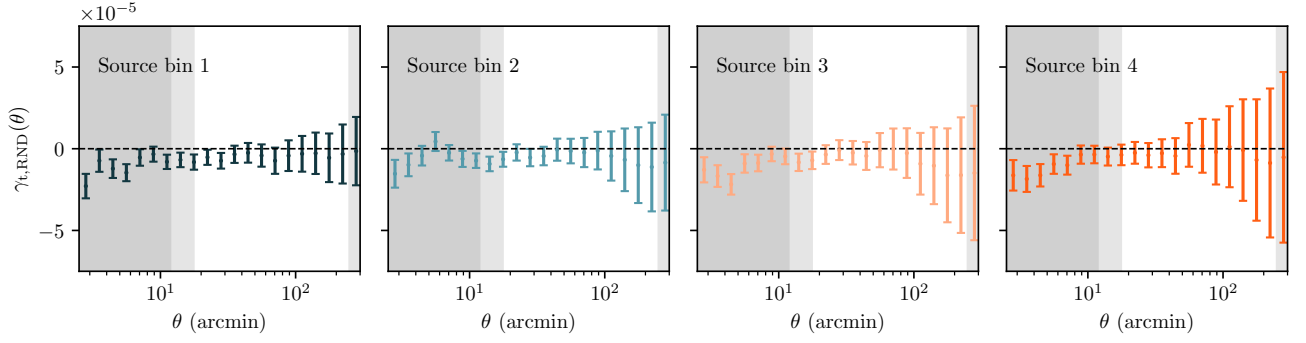 ×10⁻⁵
Source bin 1
Source bin 2
Source bin 3
Source bin 4
γt,RND(θ)
5
0
−5
10¹ 10² 10¹ 10² 10¹ 10² 10¹ 10²
θ (arcmin) θ (arcmin) θ (arcmin) θ (arcmin)